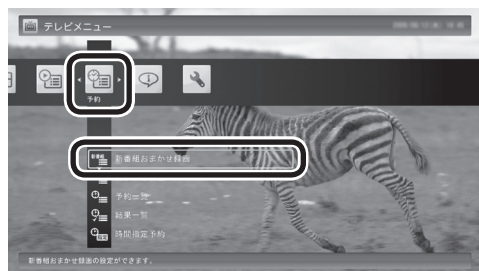 テレビメニュー
予約
新番組おまかせ録画
予約一覧
結果一覧
時間指定予約
新番組おまかせ録画の設定ができます。